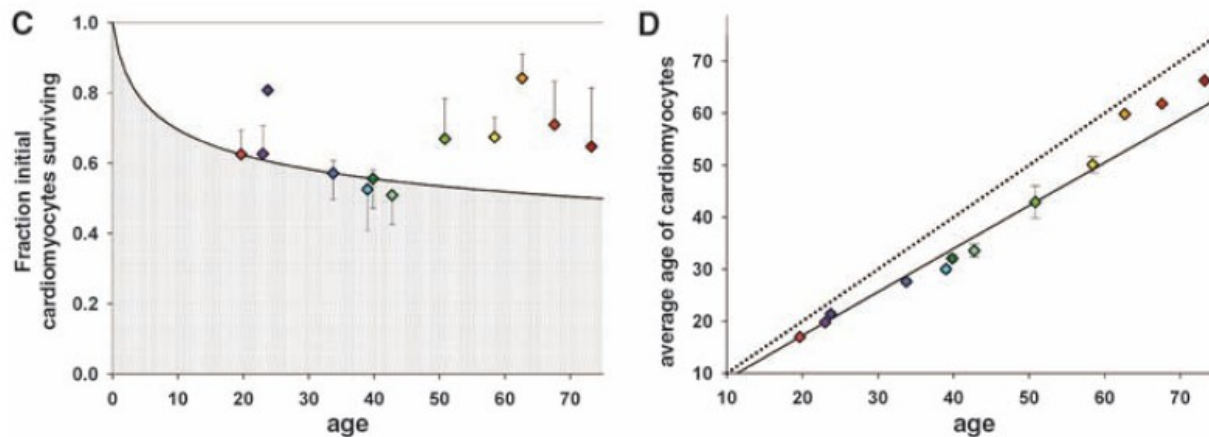 C
Fraction initial
cardiomyocytes surviving
1.0
0.8
0.6
0.4
0.2
0.0
0 10 20 30 40 50 60 70
age
D
average age of cardiomyocytes
70
60
50
40
30
20
10
10 20 30 40 50 60 70
age